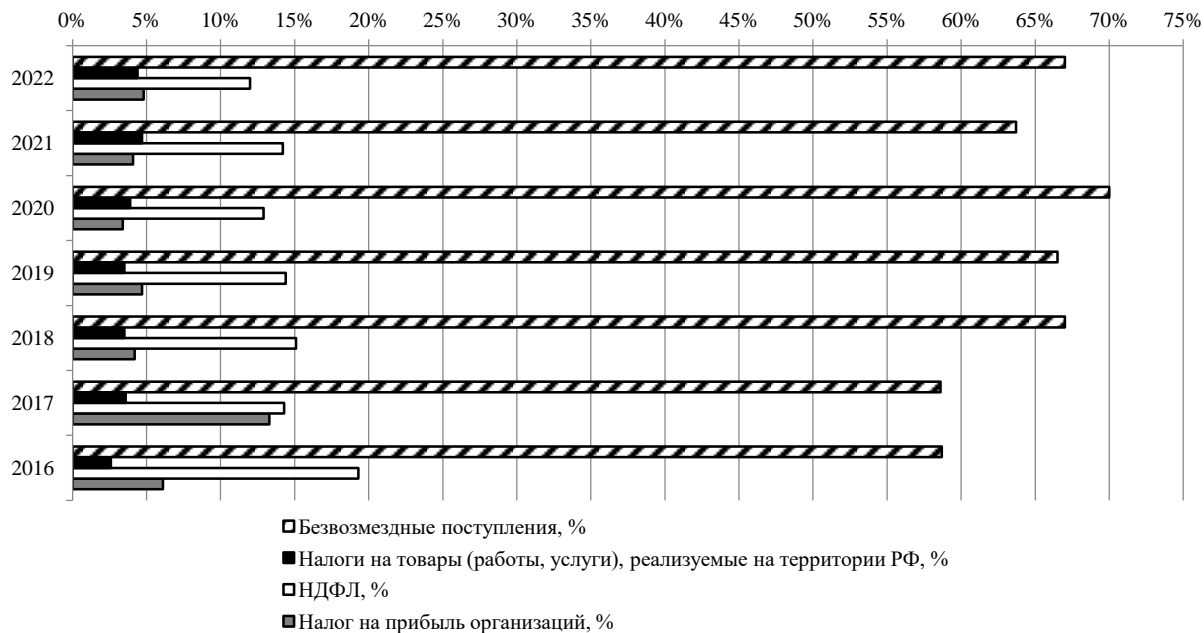 0% 5% 10% 15% 20% 25% 30% 35% 40% 45% 50% 55% 60% 65% 70% 75%
2022
2021
2020
2019
2018
2017
2016
Безвозмездные поступления, %
Налоги на товары (работы, услуги), реализуемые на территории РФ, %
НДФЛ, %
Налог на прибыль организаций, %